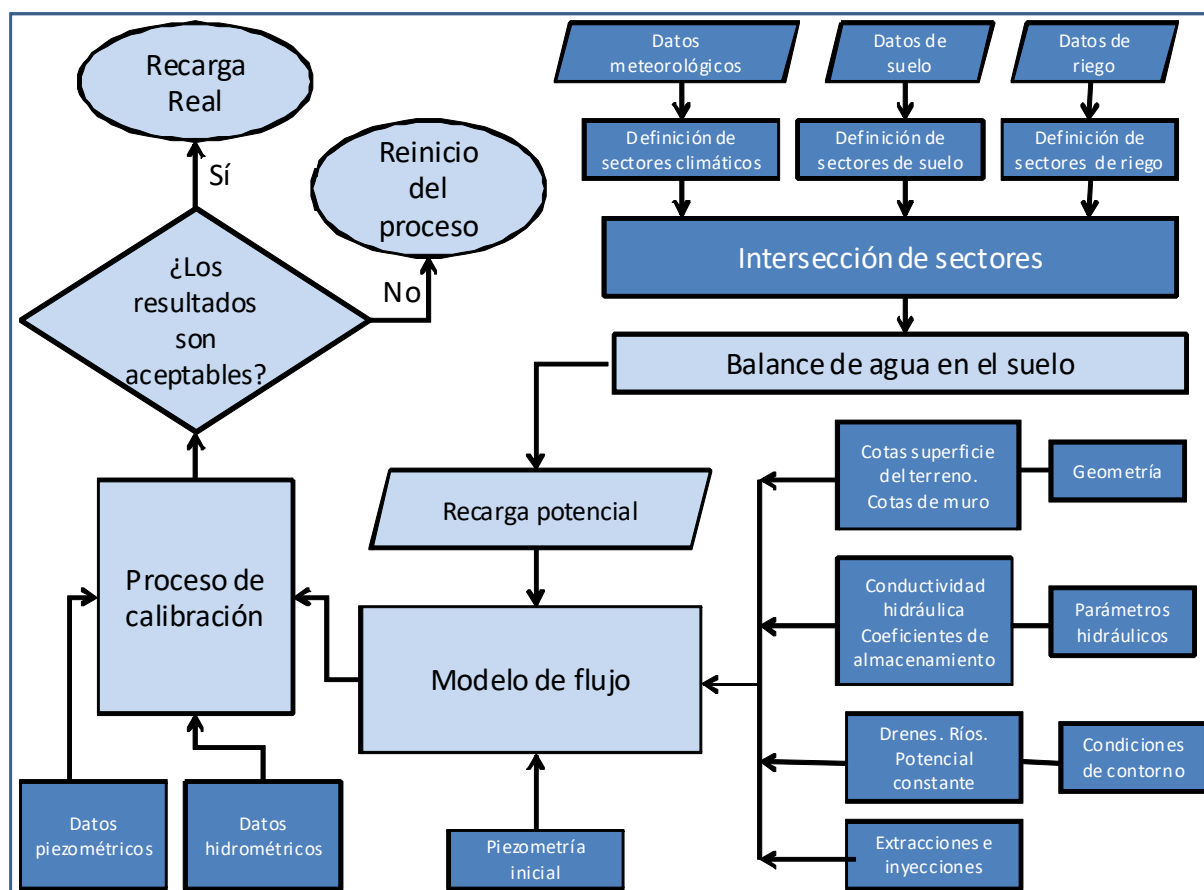 Recarga
Real
Sí
Reinicio
del
proceso
No
¿Los
resultados
son
aceptables?
Datos
meteorológicos
Datos de
suelo
Datos de
riego
Definición de
sectores climáticos
Definición de
sectores de suelo
Definición de
sectores de riego
Intersección de sectores
Balance de agua en el suelo
Recarga potencial
Proceso de
calibración
Modelo de flujo
Cotas superficie
del terreno.
Cotas de muro
Geometría
Conductividad
hidráulica
Coeficientes de
almacenamiento
Parámetros
hidráulicos
Drenes. Ríos.
Potencial
constante
Condiciones
de contorno
Extracciones e
inyecciones
Datos
piezométricos
Datos
hidrométricos
Piezometría
inicial